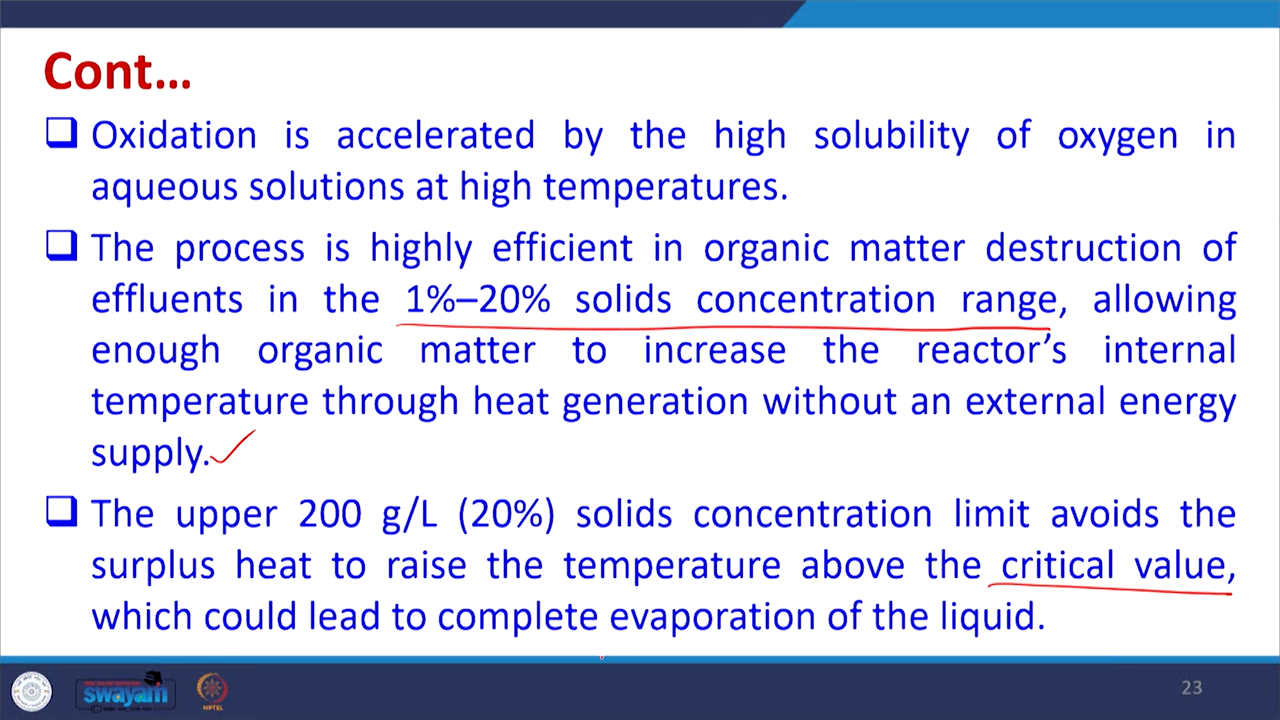 Cont...
Oxidation is accelerated by the high solubility of oxygen in
aqueous solutions at high temperatures.
The process is highly efficient in organic matter destruction of
effluents in the 1%–20% solids concentration range, allowing
enough organic matter to increase the reactor's internal
temperature through heat generation without an external energy
supply.
The upper 200 g/L (20%) solids concentration limit avoids the
surplus heat to raise the temperature above the critical value,
which could lead to complete evaporation of the liquid.
swayam
NPTEL
23